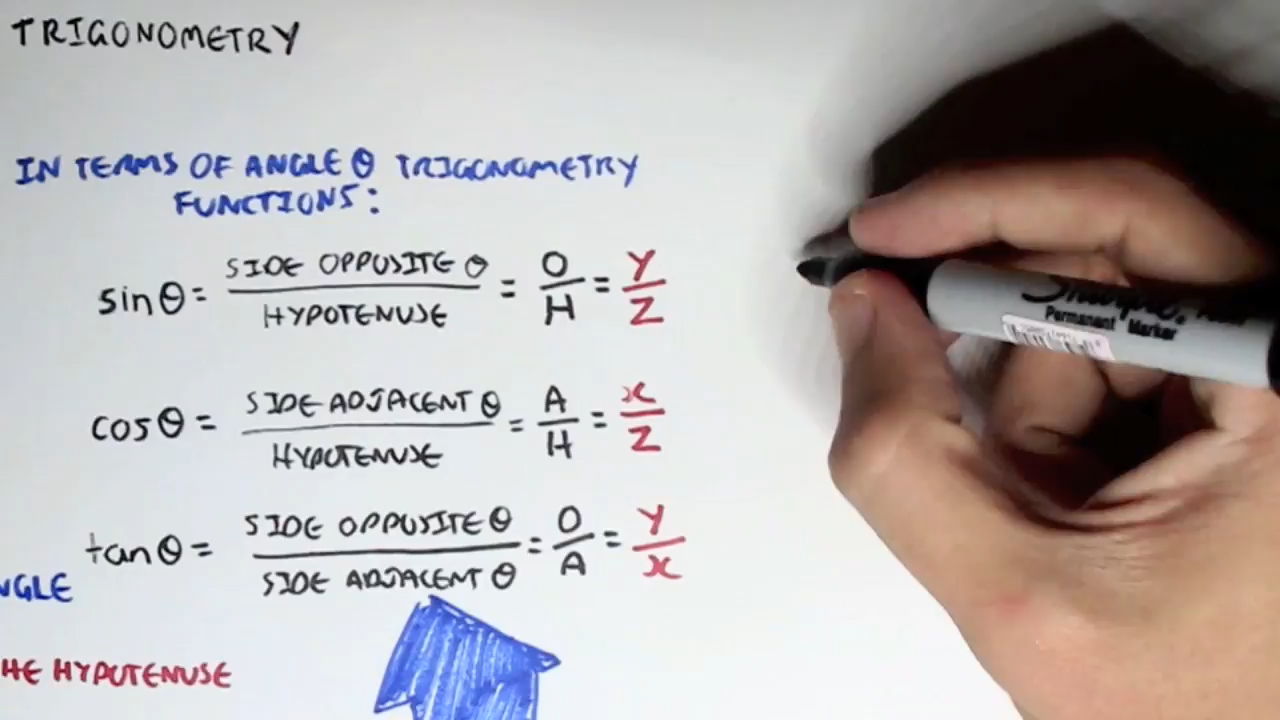 TRIGONOMETRY
IN TERMS OF ANGLE θ TRIGONOMETRY
FUNCTIONS:
sinθ = SIDE OPPOSITE θ / HYPOTENUSE = O / H = Y / Z
cosθ = SIDE ADJACENT θ / HYPOTENUSE = A / H = x / Z
tanθ = SIDE OPPOSITE θ / SIDE ADJACENT θ = O / A = Y / x
NGLE
HE HYPOTENUSE
Sharpie.
Permanent Marker